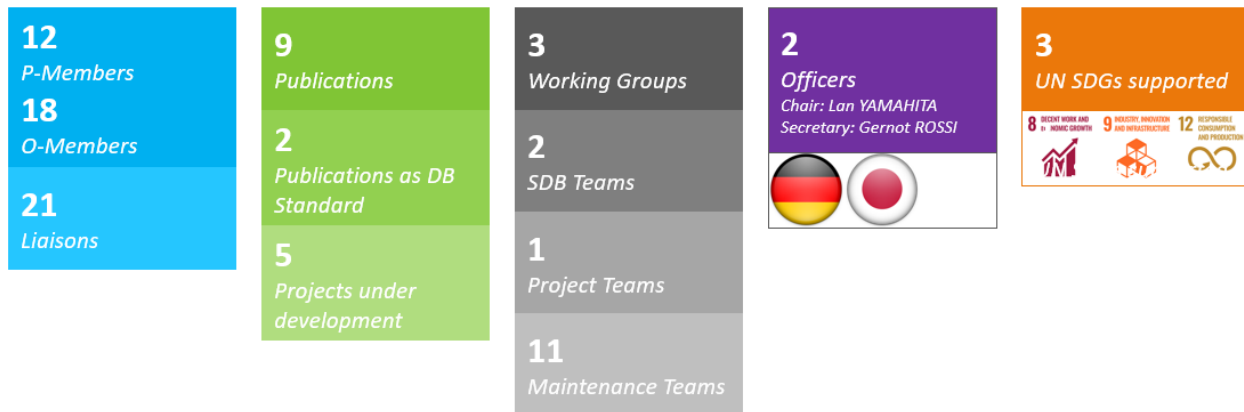 12
P-Members
18
O-Members
21
Liaisons
9
Publications
2
Publications as DB
Standard
5
Projects under
development
3
Working Groups
2
SDB Teams
1
Project Teams
11
Maintenance Teams
2
Officers
Chair: Lan YAMAHITA
Secretary: Gernot ROSSI
3
UN SDGs supported
8 DECENT WORK AND
NOMIC GROWTH
9 INDUSTRY, INNOVATION
AND INFRASTRUCTURE
12 RESPONSIBLE
CONSUMPTION
AND PRODUCTION